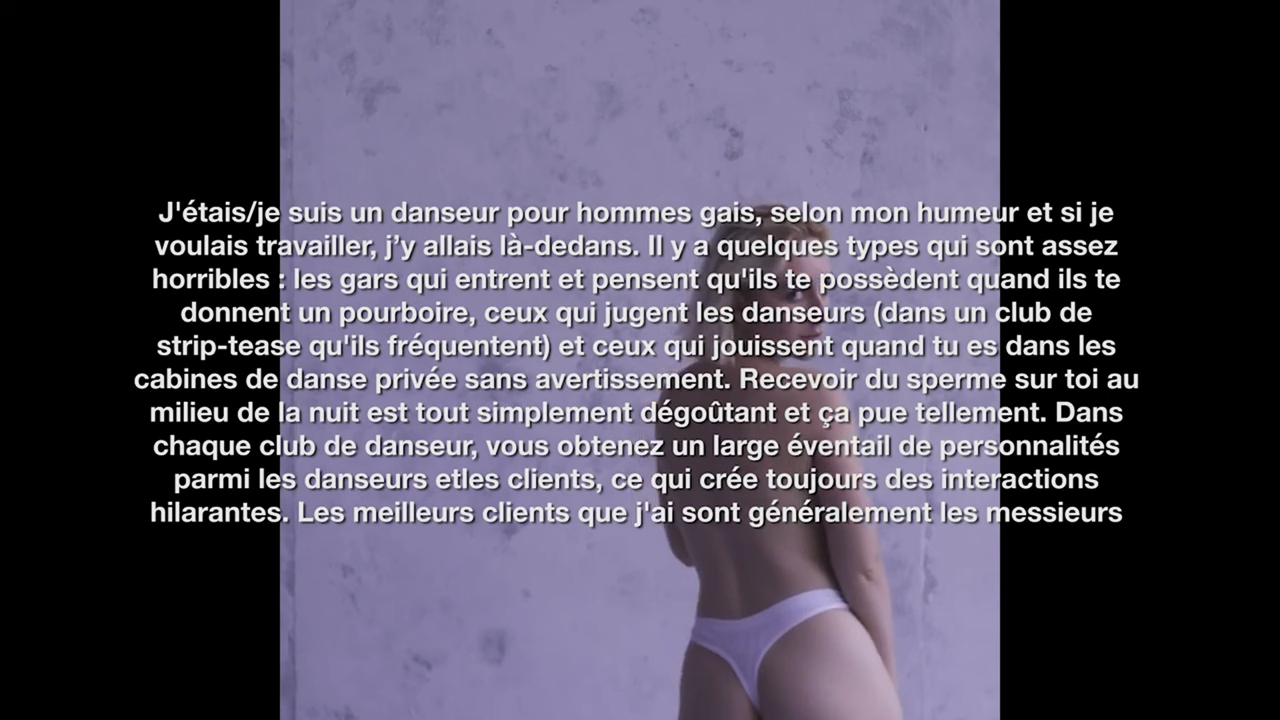 J'étais/je suis un danseur pour hommes gais, selon mon humeur et si je
voulais travailler, j’y allais là-dedans. Il y a quelques types qui sont assez
horribles : les gars qui entrent et pensent qu'ils te possèdent quand ils te
donnent un pourboire, ceux qui jugent les danseurs (dans un club de
strip-tease qu'ils fréquentent) et ceux qui jouissent quand tu es dans les
cabines de danse privée sans avertissement. Recevoir du sperme sur toi au
milieu de la nuit est tout simplement dégoûtant et ça pue tellement. Dans
chaque club de danseur, vous obtenez un large éventail de personnalités
parmi les danseurs etles clients, ce qui crée toujours des interactions
hilarantes. Les meilleurs clients que j'ai sont généralement les messieurs